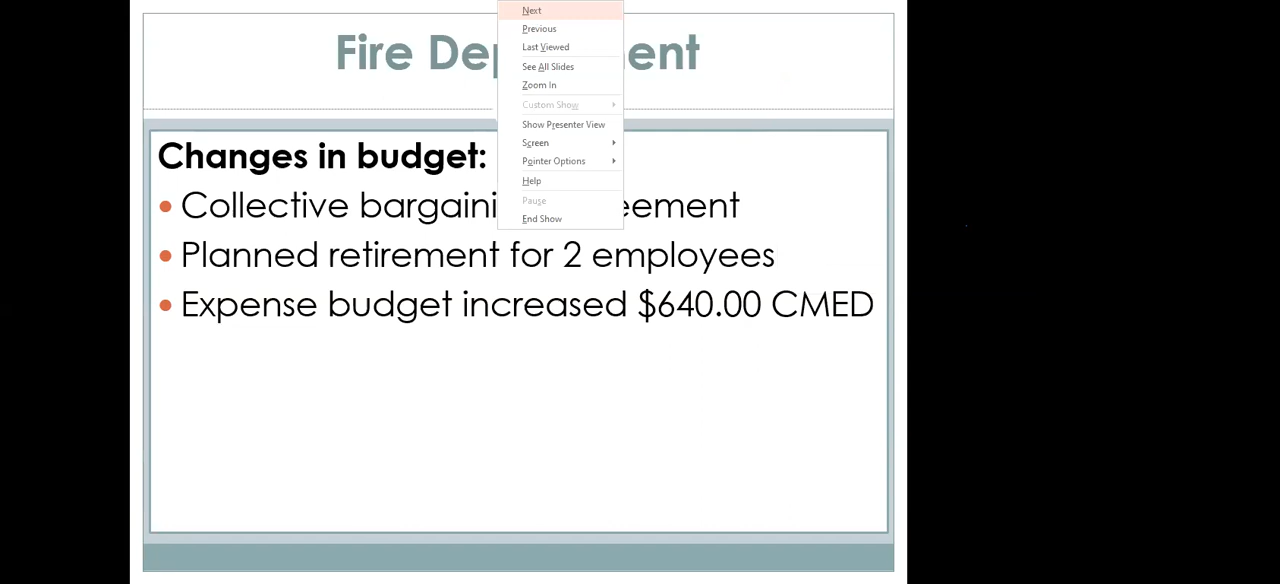 Fire Dep ent
Next
Previous
Last Viewed
See All Slides
Zoom In
Custom Show
Show Presenter View
Screen
Pointer Options
Help
Pause
End Show
Changes in budget:
Collective bargaini eement
Planned retirement for 2 employees
Expense budget increased $640.00 CMED